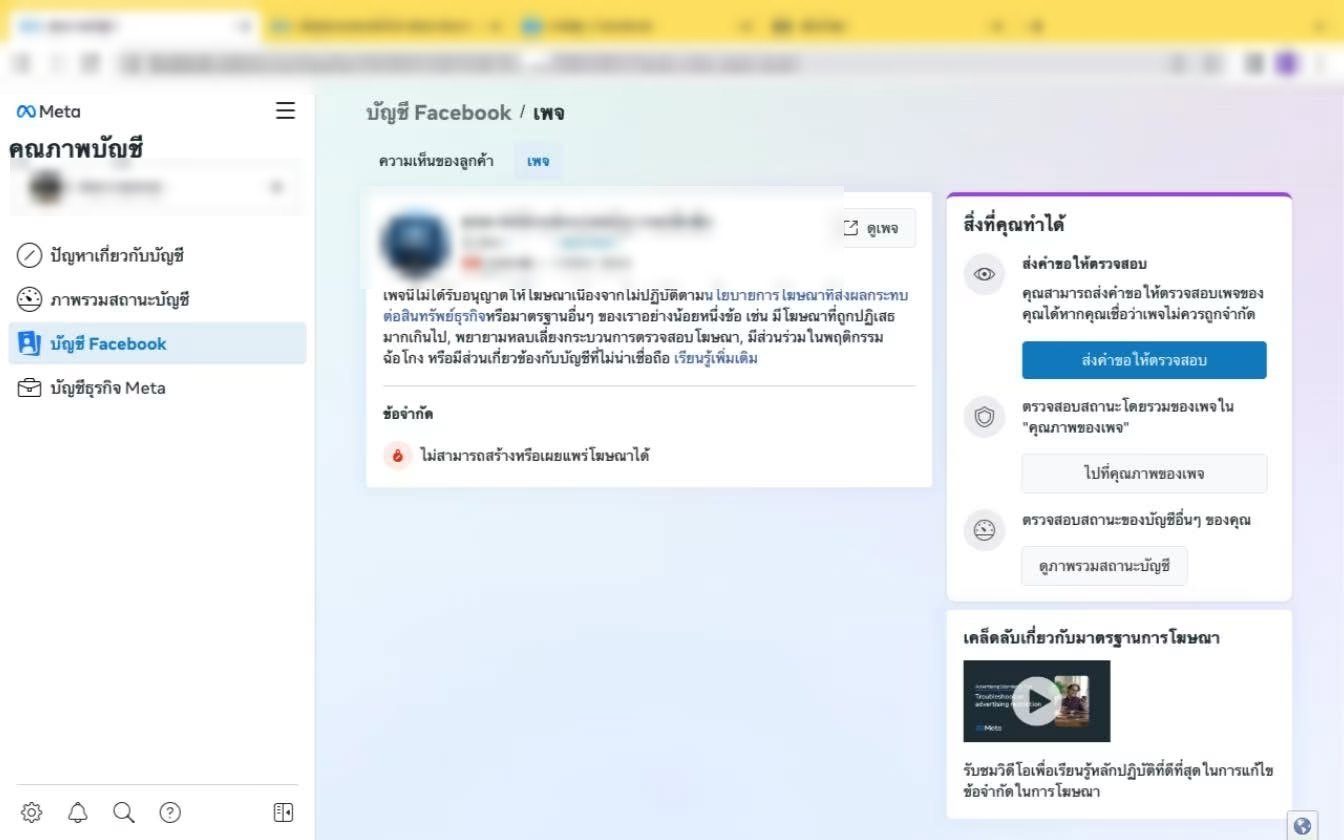 Meta
คุณภาพบัญชี
ปัญหาเกี่ยวกับบัญชี
ภาพรวมสถานะบัญชี
บัญชี Facebook
บัญชีธุรกิจ Meta
บัญชี Facebook / เพจ
ความเห็นของลูกค้า
เพจ
ดูเพจ
เพจนี้ไม่ได้รับอนุญาตให้โฆษณาเนื่องจากไม่ปฏิบัติตามนโยบายการโฆษณาที่ส่งผลกระทบ
ต่อสินทรัพย์ธุรกิจหรือมาตรฐานอื่นๆ ของเราอย่างน้อยหนึ่งข้อ เช่น มีโฆษณาที่ถูกปฏิเสธ
มากเกินไป, พยายามหลบเลี่ยงกระบวนการตรวจสอบโฆษณา, มีส่วนร่วมในพฤติกรรม
ฉ้อโกง หรือมีส่วนเกี่ยวข้องกับบัญชีที่ไม่น่าเชื่อถือ เรียนรู้เพิ่มเติม
ข้อจำกัด
ไม่สามารถสร้างหรือเผยแพร่โฆษณาได้
สิ่งที่คุณทำได้
ส่งคำขอให้ตรวจสอบ
คุณสามารถส่งคำขอให้ตรวจสอบเพจของ
คุณได้หากคุณเชื่อว่าเพจไม่ควรถูกจำกัด
ส่งคำขอให้ตรวจสอบ
ตรวจสอบสถานะโดยรวมของเพจใน
"คุณภาพของเพจ"
ไปที่คุณภาพของเพจ
ตรวจสอบสถานะของบัญชีอื่นๆ ของคุณ
ดูภาพรวมสถานะบัญชี
เคล็ดลับเกี่ยวกับมาตรฐานการโฆษณา
Meta
รับชมวิดีโอเพื่อเรียนรู้หลักปฏิบัติที่ดีที่สุดในการแก้ไข
ข้อจำกัดในการโฆษณา